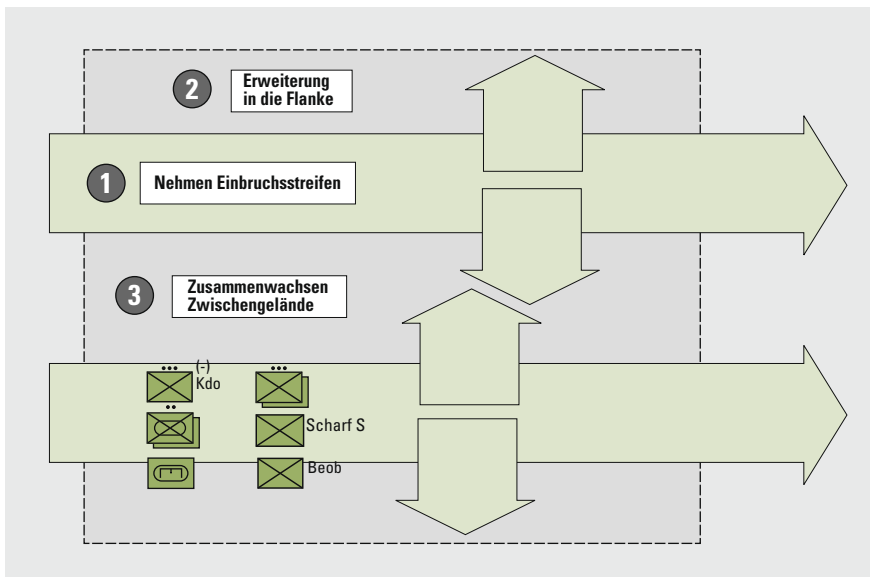 2
Erweiterung
in die Flanke
1
Nehmen Einbruchsstreifen
3
Zusammenwachsen
Zwischengelände
(-)
Kdo
Scharf S
Beob